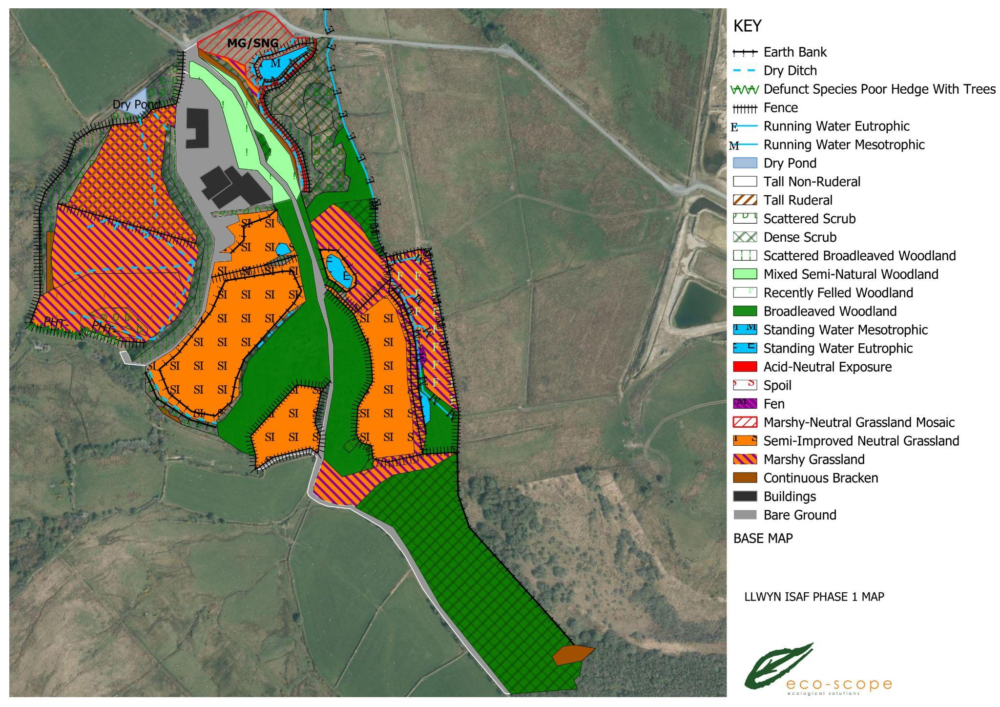 MG/SNG
Dry Pond
PHT-
PHT-
KEY
Earth Bank
Dry Ditch
Defunct Species Poor Hedge With Trees
Fence
E Running Water Eutrophic
M Running Water Mesotrophic
Dry Pond
Tall Non-Ruderal
Tall Ruderal
Scattered Scrub
Dense Scrub
Scattered Broadleaved Woodland
Mixed Semi-Natural Woodland
F Recently Felled Woodland
Broadleaved Woodland
M Standing Water Mesotrophic
E Standing Water Eutrophic
Acid-Neutral Exposure
S Spoil
M Fen
Marshy-Neutral Grassland Mosaic
S Semi-Improved Neutral Grassland
Marshy Grassland
Continuous Bracken
Buildings
Bare Ground
BASE MAP
LLWYN ISAF PHASE 1 MAP
eco-scope
ecological solutions